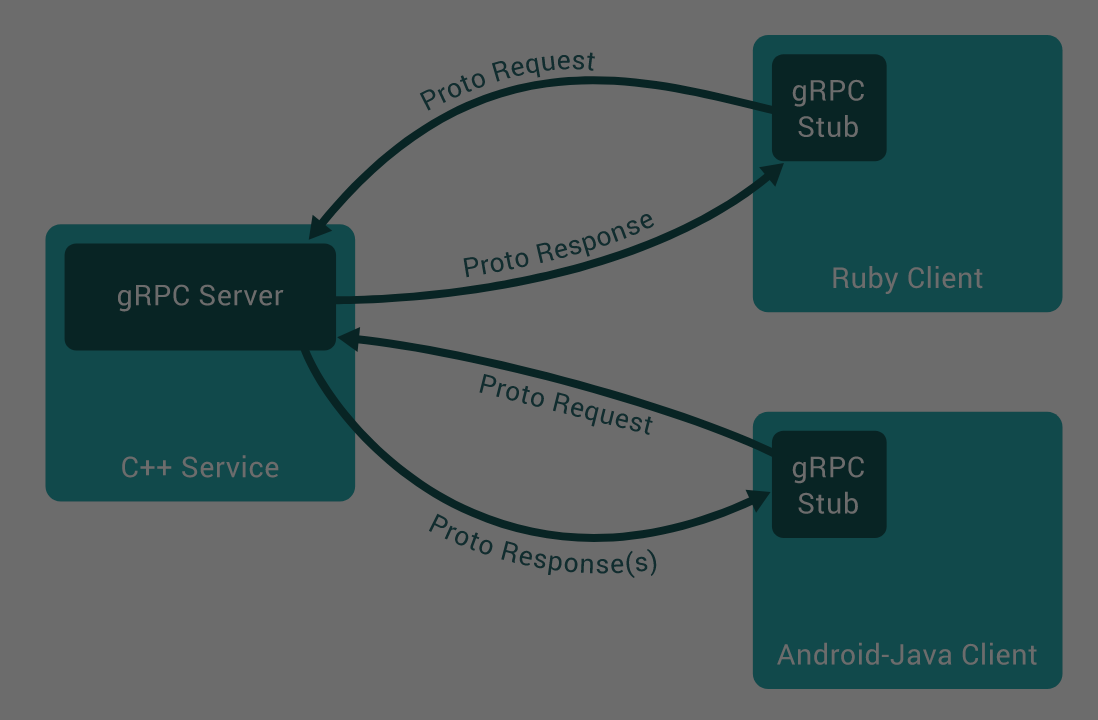 Proto Request
gRPC
Stub
Proto Response
Ruby Client
gRPC Server
C++ Service
Proto Request
gRPC
Stub
Proto Response(s)
Android-Java Client